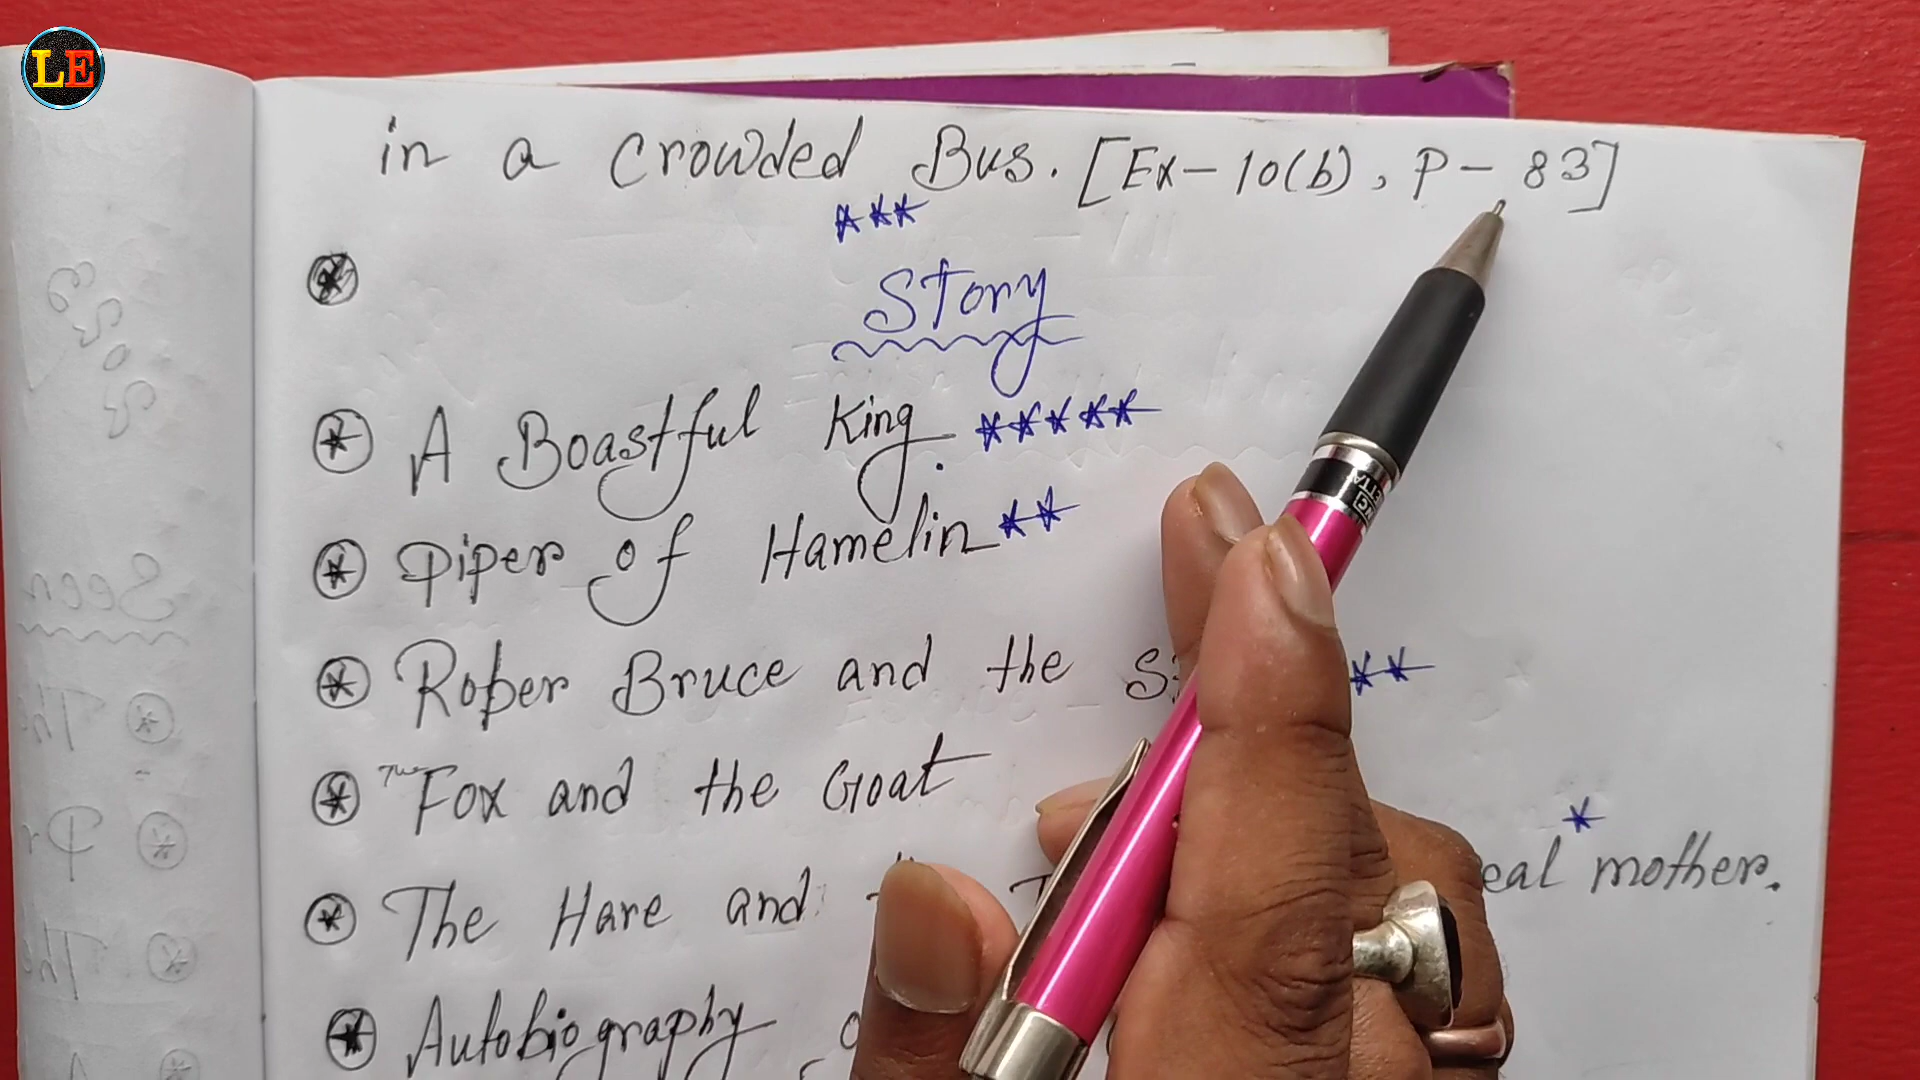 LE
in a Crowded Bus. [Ex-10(b), P-83]
***
Story
A Boastful King. *****
Piper of Hamelin **
Rober Bruce and the **
The Fox and the Goat
*
The Hare and eal mother.
Autobiography
Seen